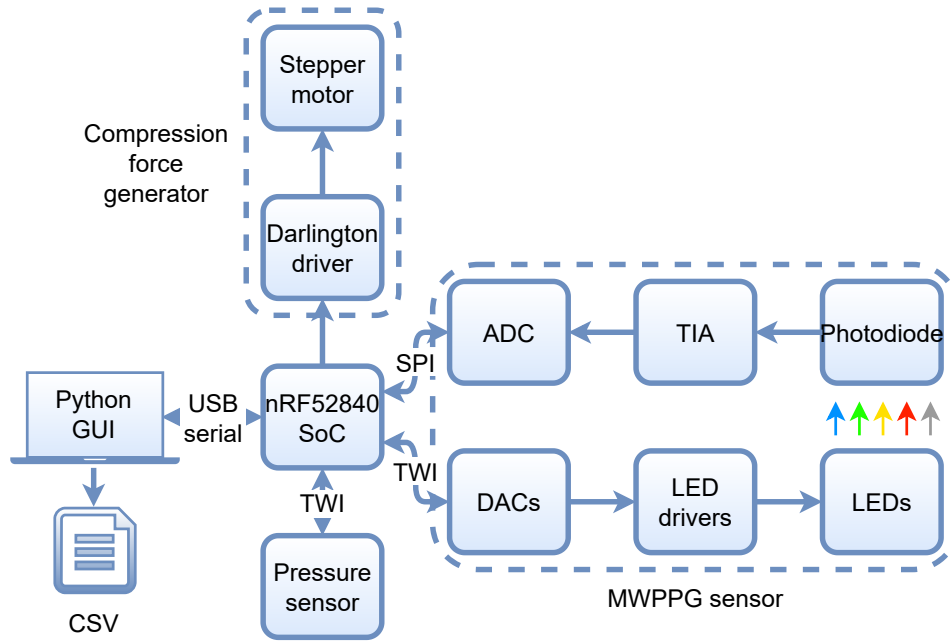 Stepper
motor
Compression
force
generator
Darlington
driver
ADC
TIA
Photodiode
SPI
Python
GUI
USB
serial
nRF52840
SoC
TWI
TWI
DACs
LED
drivers
LEDs
Pressure
sensor
MWPPG sensor
CSV